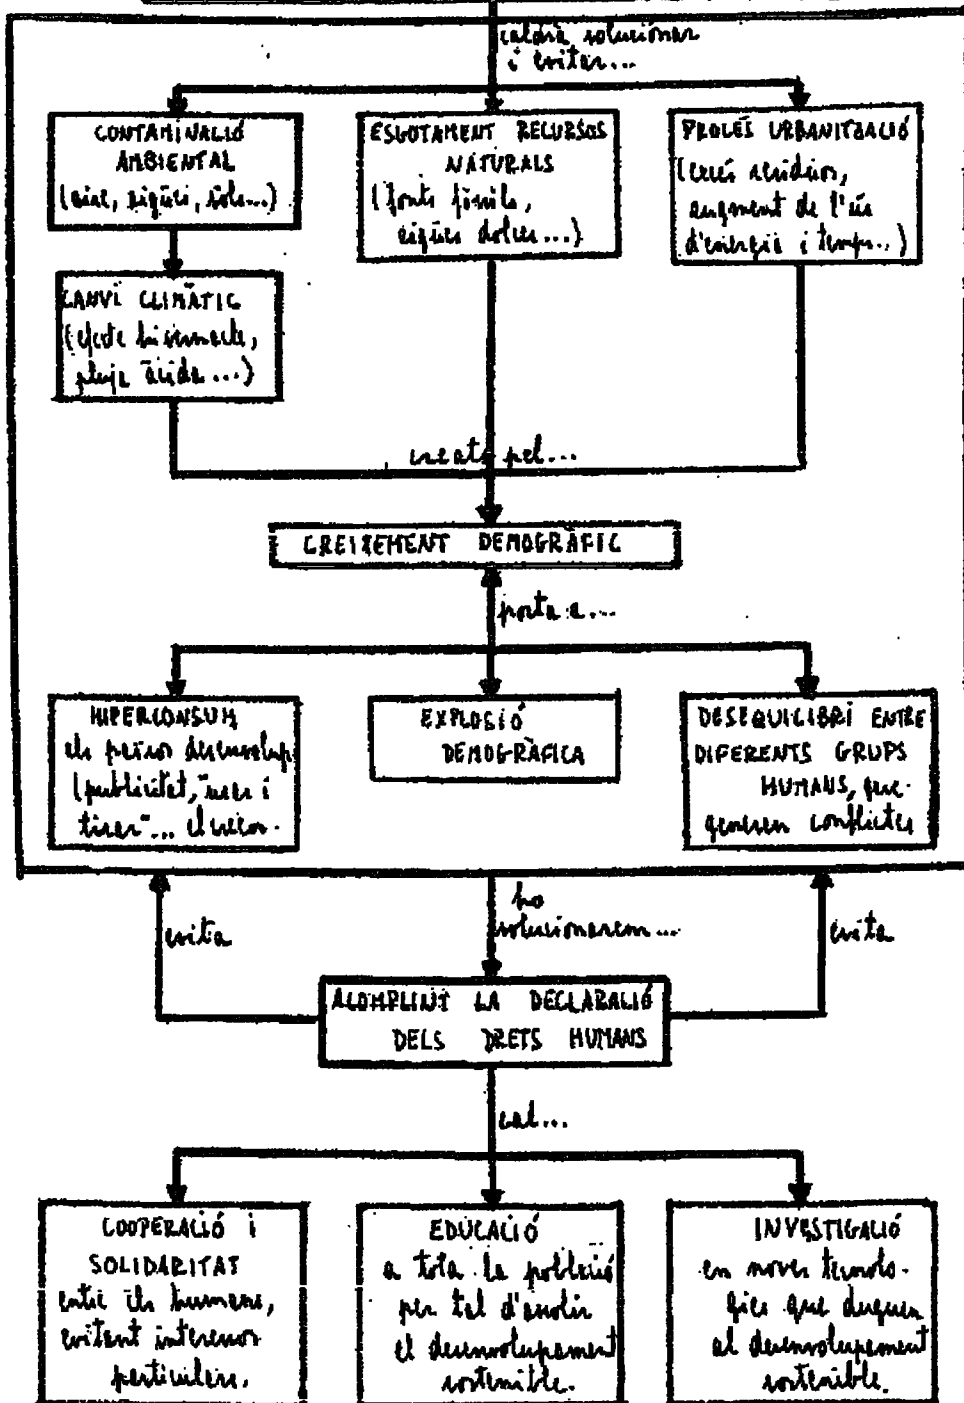 caldrà solucionar
i evitar...
CONTAMINACIÓ
AMBIENTAL
(aire, aigües, sòls...)
ESGOTAMENT RECURSOS
NATURALS
(fonts fòssils,
aigües dolces...)
PROCÉS URBANITZACIÓ
(excés residus,
augment de l'ús
d'energia i temps...)
CANVI CLIMÀTIC
(efecte hivernacle,
pluja àcida...)
creats pel...
CREIXEMENT DEMOGRÀFIC
porta a...
HIPERCONSUM
els països desenvolup.
(publicitat, "usar i
tirar"...
EXPLOSIÓ
DEMOGRÀFICA
DESEQUILIBRI ENTRE
DIFERENTS GRUPS
HUMANS, que
generen conflictes
evita
ho
solucionarem...
evita
ACOMPLINT LA DECLARACIÓ
DELS DRETS HUMANS
cal...
COOPERACIÓ i
SOLIDARITAT
entre els humans,
evitant interessos
particulars.
EDUCACIÓ
a tota la població
per tal d'assolir
el desenvolupament
sostenible.
INVESTIGACIÓ
en noves tecnolo-
gies que duguen
al desenvolupament
sostenible.